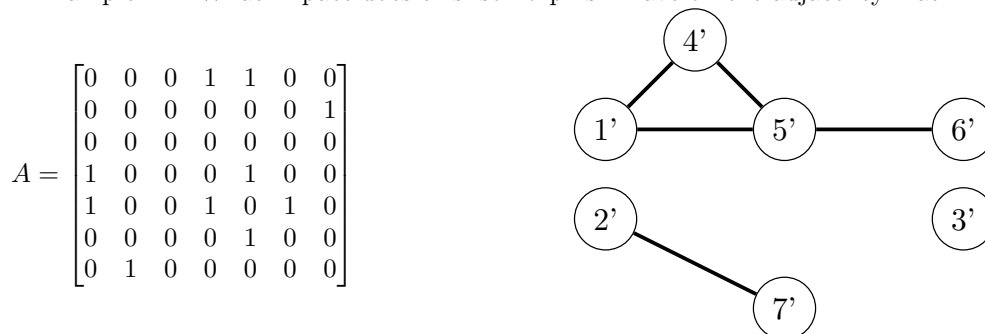 4'
A = [0 0 0 1 1 0 0
0 0 0 0 0 0 1
0 0 0 0 0 0 0
1 0 0 0 1 0 0
1 0 0 1 0 1 0
0 0 0 0 1 0 0
0 1 0 0 0 0 0]
1' 5' 6'
2' 3'
7'